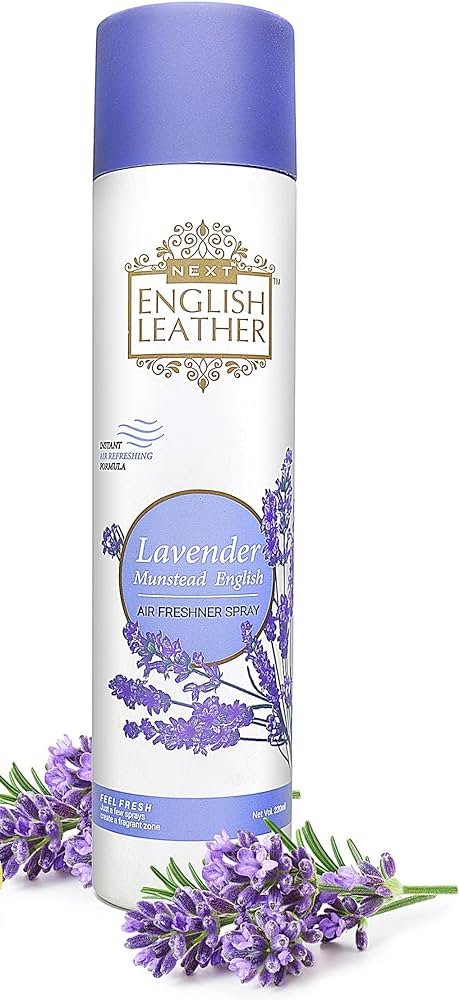 NEXT
ENGLISH
LEATHER
™
INSTANT
AIR REFRESHING
FORMULA
Lavender
Munstead English
AIR FRESHNER SPRAY
FEEL FRESH
Just a few sprays
create a fragrant zone
Net Vol. 220ml